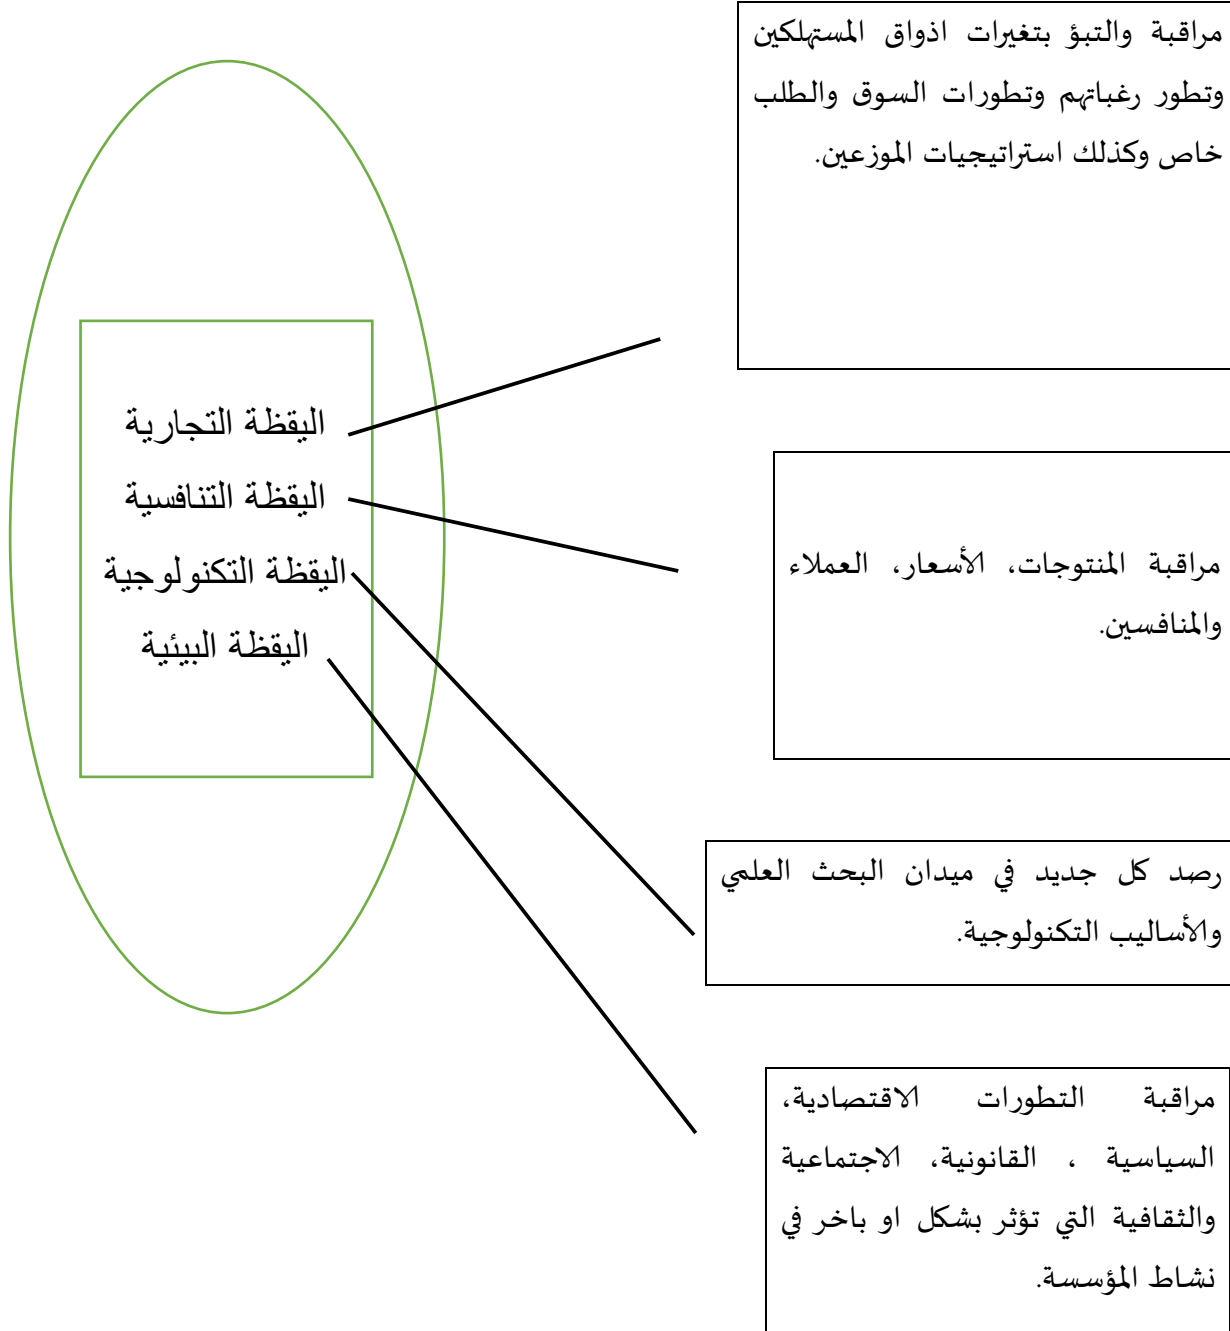 مراقبة والتبؤ بتغيرات اذواق المستهلكين
وتطور رغباتهم وتطورات السوق والطلب
خاص وكذلك استراتيجيات الموزعين.
اليقظة التجارية
اليقظة التنافسية
اليقظة التكنولوجية
اليقظة البيئية
مراقبة المنتوجات، الأسعار، العملاء
والمنافسين.
رصد كل جديد في ميدان البحث العلمي
والأساليب التكنولوجية.
مراقبة التطورات الاقتصادية،
السياسية ، القانونية، الاجتماعية
والثقافية التي تؤثر بشكل او باخر في
نشاط المؤسسة.